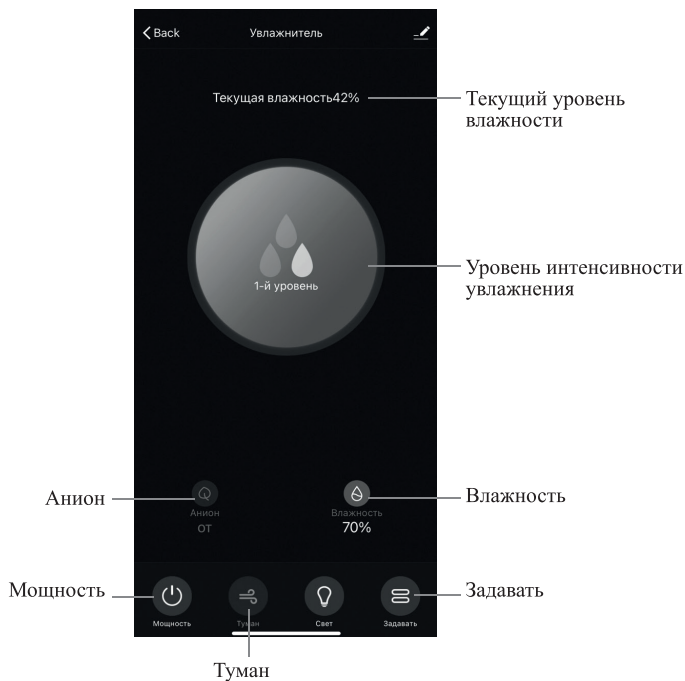 Back
Увлажнитель
Текущая влажность42%
Текущий уровень
влажности
1-й уровень
Уровень интенсивности
увлажнения
Анион
Анион
ОТ
Влажность
70%
Влажность
Мощность
Мощность
Туман
Свет
Задавать
Задавать
Туман